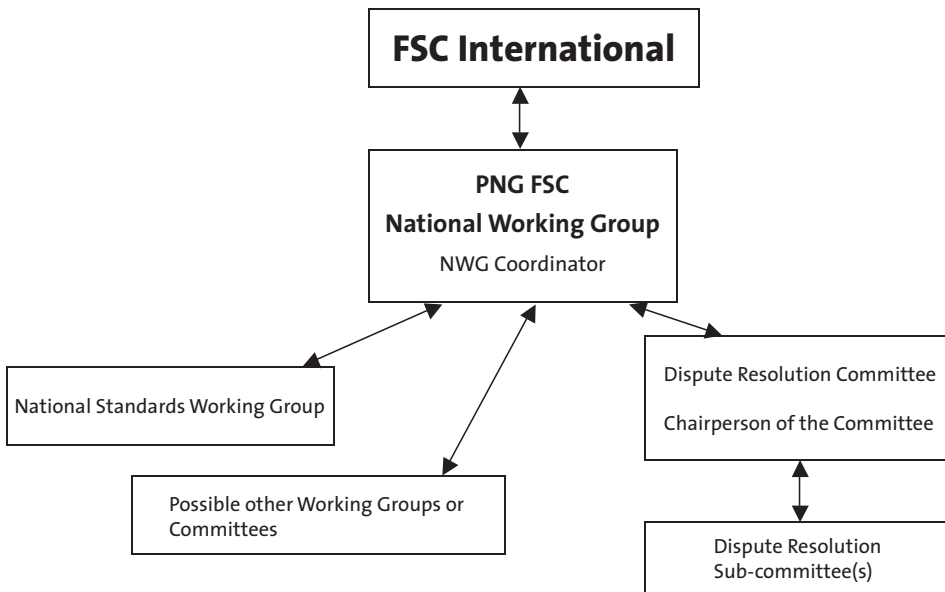 FSC International
PNG FSC
National Working Group
NWG Coordinator
National Standards Working Group
Possible other Working Groups or
Committees
Dispute Resolution Committee
Chairperson of the Committee
Dispute Resolution
Sub-committee(s)